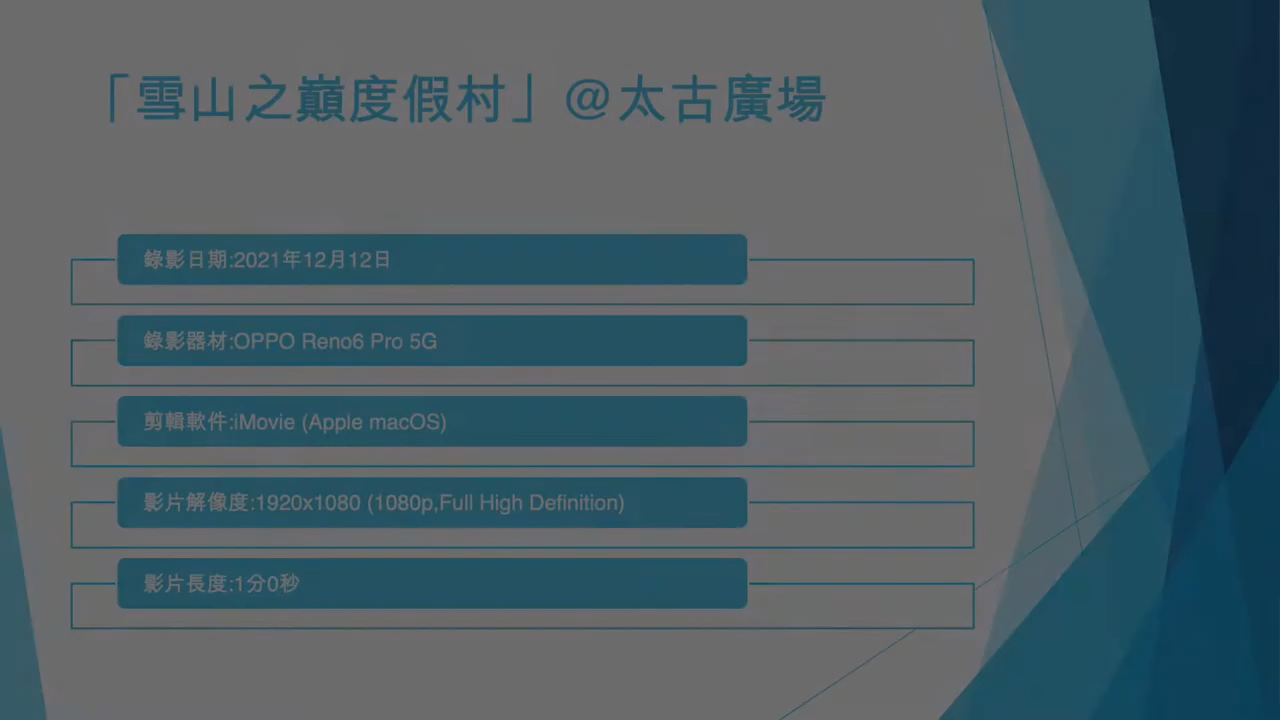 「雪山之巔度假村」@太古廣場
錄影日期:2021年12月12日
錄影器材:OPPO Reno6 Pro 5G
剪輯軟件:iMovie (Apple macOS)
影片解像度:1920x1080 (1080p,Full High Definition)
影片長度:1分0秒